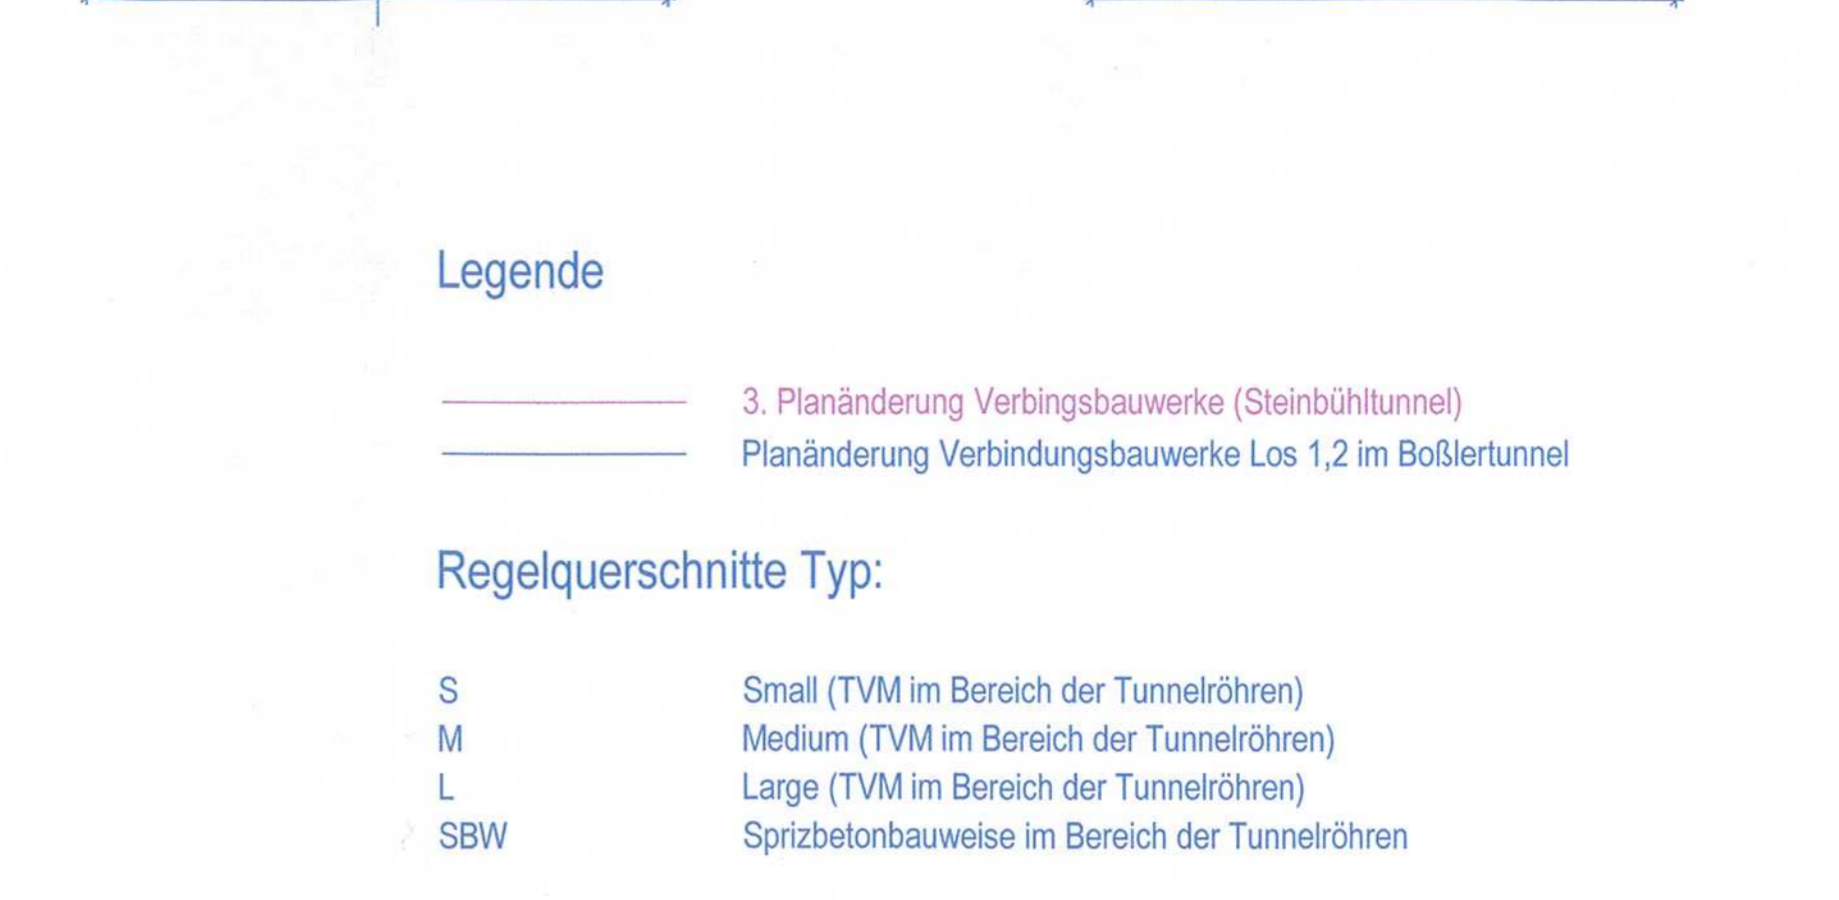 Legende
3. Planänderung Verbingsbauwerke (Steinbühltunnel)
Planänderung Verbindungsbauwerke Los 1,2 im Boßlertunnel
Regelquerschnitte Typ:
S Small (TVM im Bereich der Tunnelröhren)
M Medium (TVM im Bereich der Tunnelröhren)
L Large (TVM im Bereich der Tunnelröhren)
SBW Sprizbetonbauweise im Bereich der Tunnelröhren